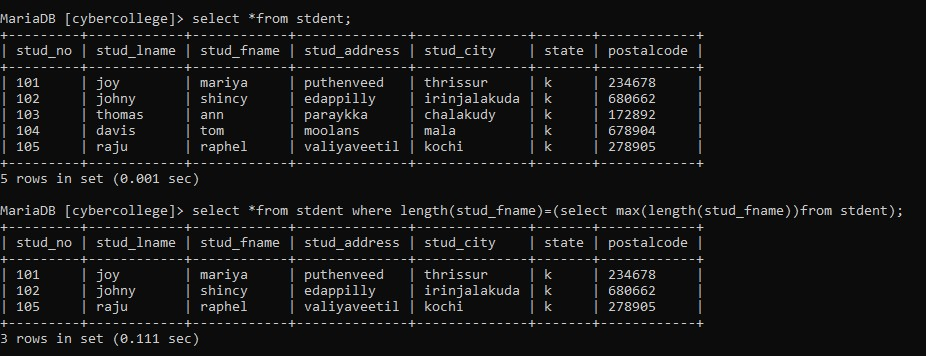 MariaDB [cybercollege]> select *from stdent;
+---------+------------+------------+--------------+--------------+-------+------------+
| stud_no | stud_lname | stud_fname | stud_address | stud_city    | state | postalcode |
+---------+------------+------------+--------------+--------------+-------+------------+
| 101     | joy        | mariya     | puthenveed   | thrissur     | k     | 234678     |
| 102     | johny      | shincy     | edappilly    | irinjalakuda | k     | 680662     |
| 103     | thomas     | ann        | paraykka     | chalakudy    | k     | 172892     |
| 104     | davis      | tom        | moolans      | mala         | k     | 678904     |
| 105     | raju       | raphel     | valiyaveetil | kochi        | k     | 278905     |
+---------+------------+------------+--------------+--------------+-------+------------+
5 rows in set (0.001 sec)
MariaDB [cybercollege]> select *from stdent where length(stud_fname)=(select max(length(stud_fname))from stdent);
+---------+------------+------------+--------------+--------------+-------+------------+
| stud_no | stud_lname | stud_fname | stud_address | stud_city    | state | postalcode |
+---------+------------+------------+--------------+--------------+-------+------------+
| 101     | joy        | mariya     | puthenveed   | thrissur     | k     | 234678     |
| 102     | johny      | shincy     | edappilly    | irinjalakuda | k     | 680662     |
| 105     | raju       | raphel     | valiyaveetil | kochi        | k     | 278905     |
+---------+------------+------------+--------------+--------------+-------+------------+
3 rows in set (0.111 sec)